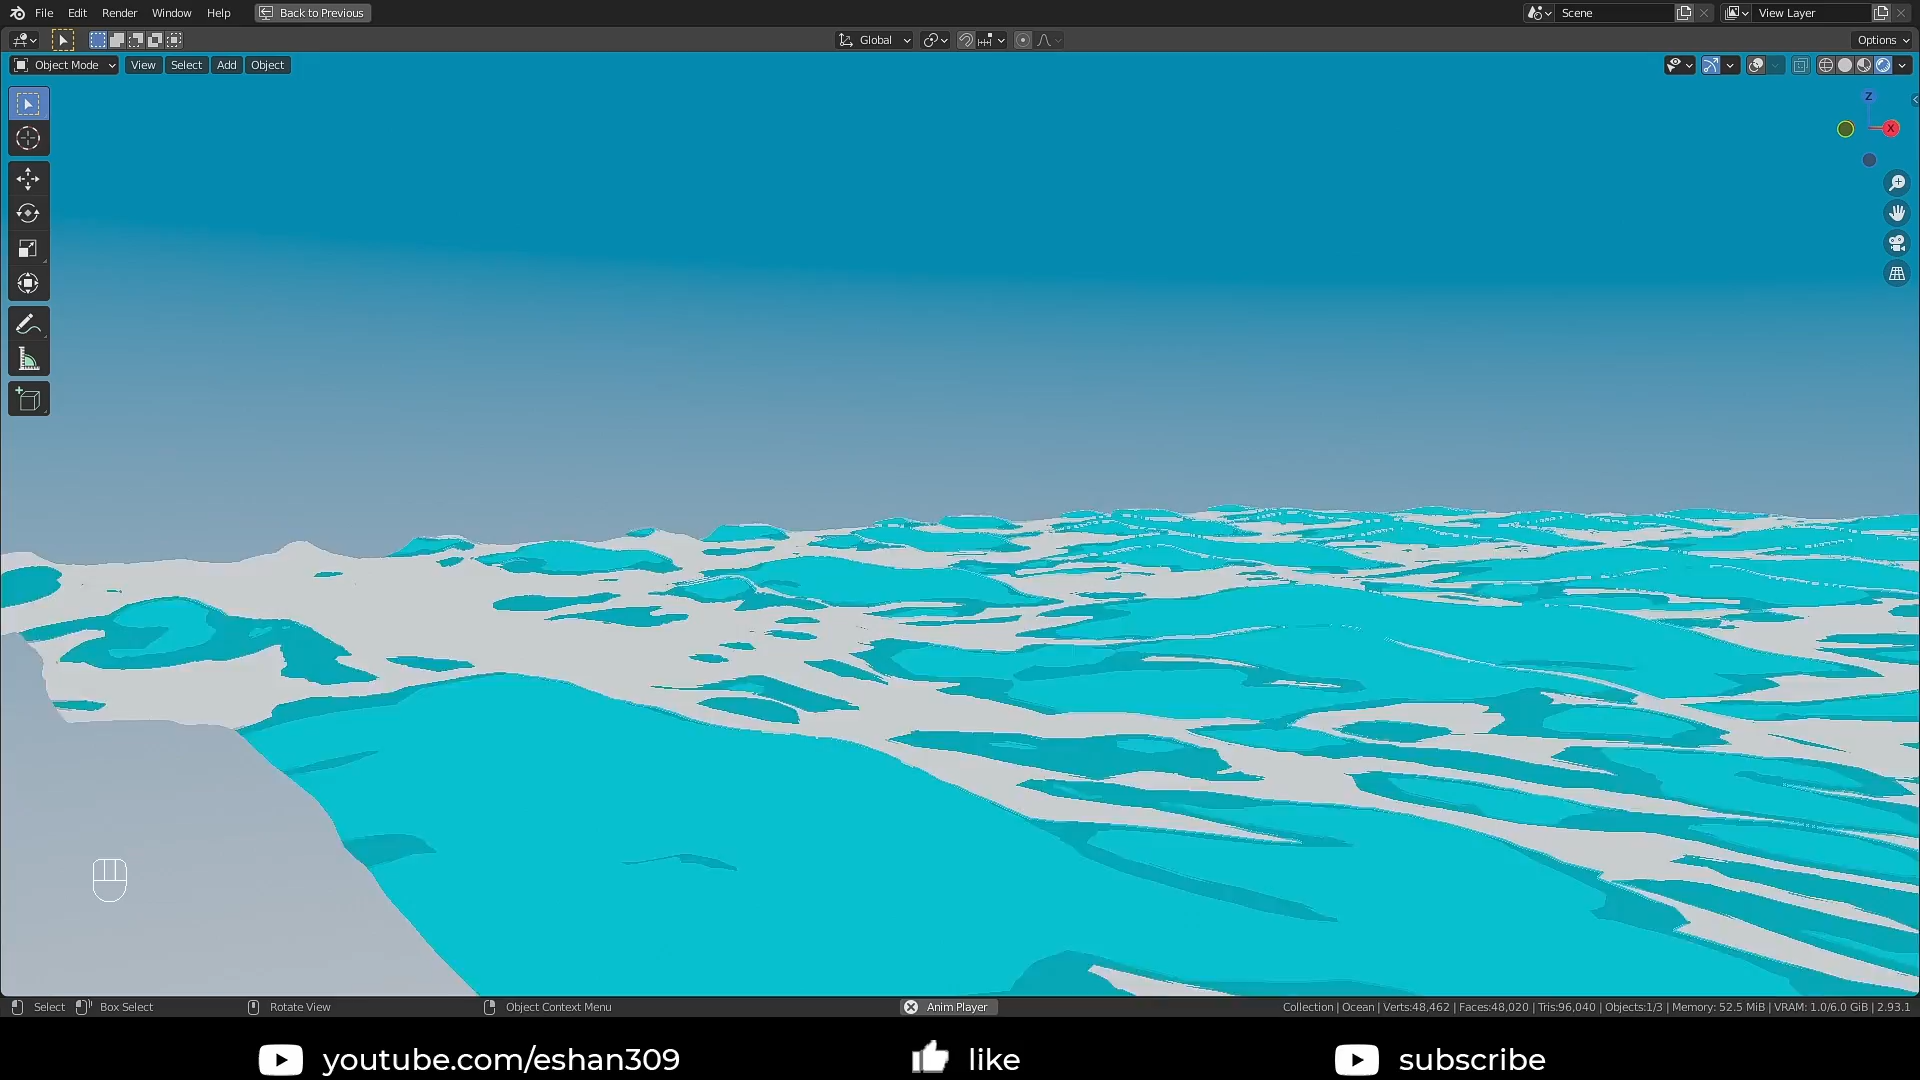 File Edit Render Window Help Back to Previous Scene View Layer
Global Options
Object Mode View Select Add Object
Z
X
Select Box Select Rotate View Object Context Menu Anim Player Collection | Ocean | Verts:48,462 | Faces:48,020 | Tris:96,040 | Objects:1/3 | Memory: 52.5 MiB | VRAM: 1.0/6.0 GiB | 2.93.1
youtube.com/eshan309 like subscribe